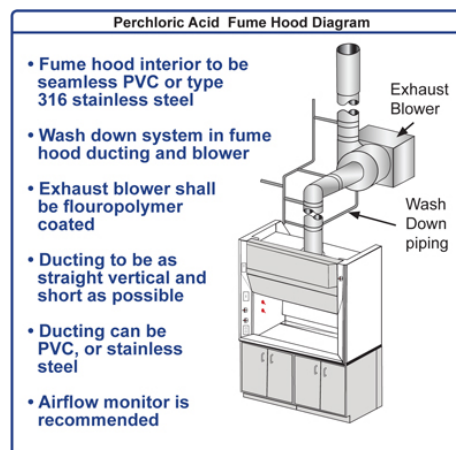 Perchloric Acid Fume Hood Diagram
• Fume hood interior to be
seamless PVC or type
316 stainless steel
• Wash down system in fume
hood ducting and blower
• Exhaust blower shall
be flouropolymer
coated
• Ducting to be as
straight vertical and
short as possible
• Ducting can be
PVC, or stainless
steel
• Airflow monitor is
recommended
Exhaust
Blower
Wash
Down
piping